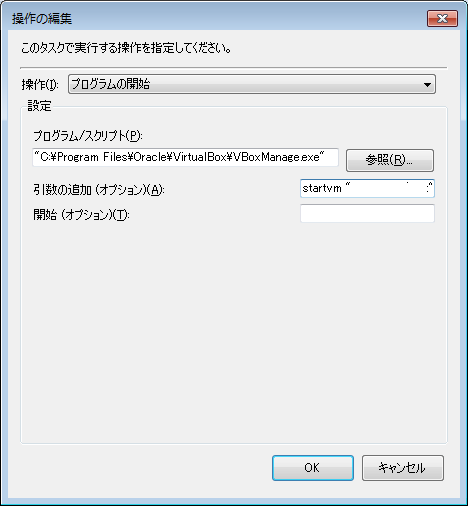 操作の編集
このタスクで実行する操作を指定してください。
操作(I): プログラムの開始
設定
プログラム/スクリプト(P):
"C:¥Program Files¥Oracle¥VirtualBox¥VBoxManage.exe" 参照(R)...
引数の追加 (オプション)(A): startvm "
開始 (オプション)(T):
OK キャンセル